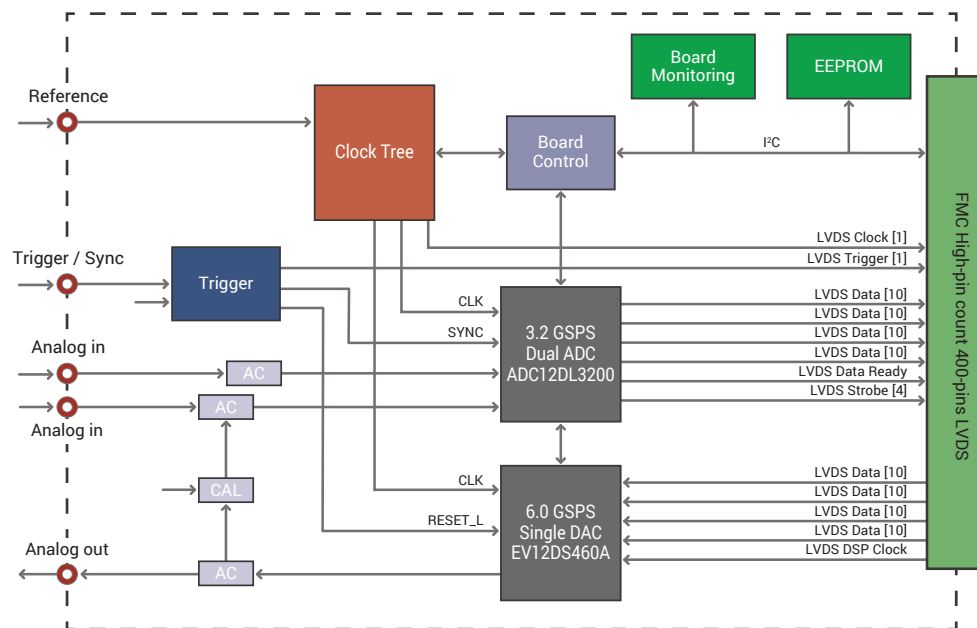 Board
Monitoring
EEPROM
Reference
Clock Tree
Board
Control
I²C
FMC High-pin count 400-pins LVDS
LVDS Clock [1]
Trigger / Sync
Trigger
LVDS Trigger [1]
CLK
SYNC
3.2 GSPS
Dual ADC
ADC12DL3200
LVDS Data [10]
LVDS Data [10]
LVDS Data [10]
LVDS Data [10]
LVDS Data Ready
LVDS Strobe [4]
Analog in
AC
AC
Analog in
CAL
CLK
RESET_L
6.0 GSPS
Single DAC
EV12DS460A
LVDS Data [10]
LVDS Data [10]
LVDS Data [10]
LVDS Data [10]
LVDS DSP Clock
Analog out
AC